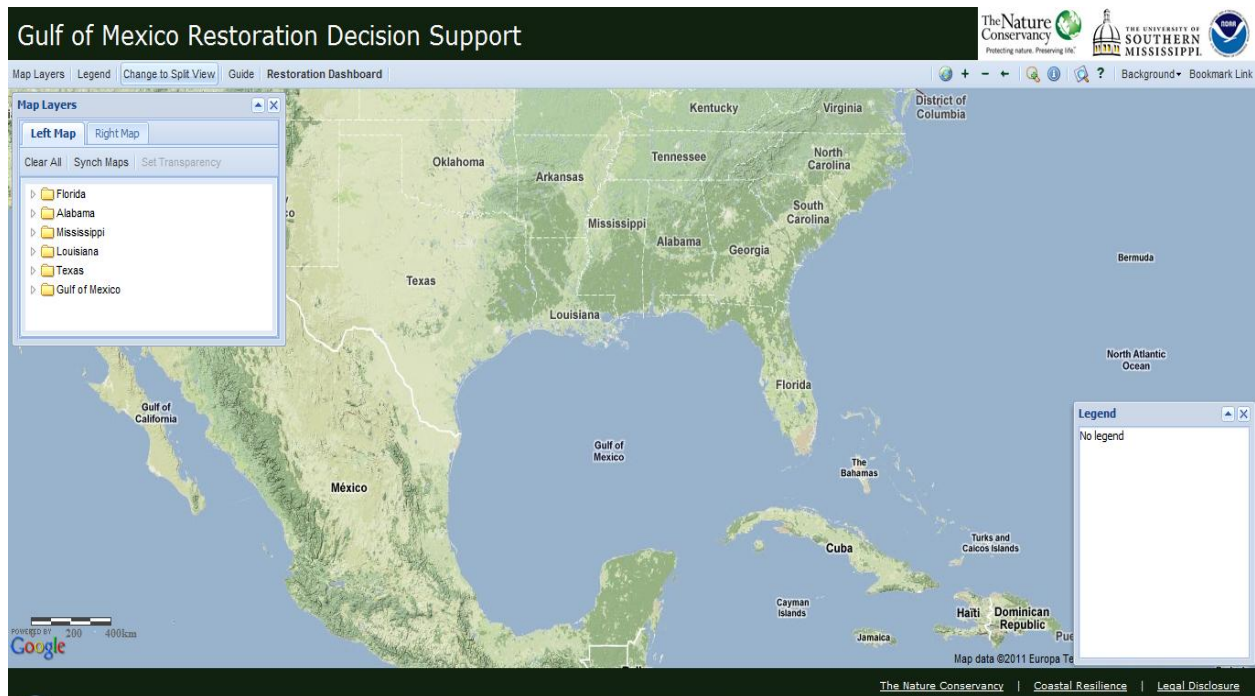 Gulf of Mexico Restoration Decision Support
The Nature
Conservancy
Protecting nature. Preserving life.
THE UNIVERSITY OF
SOUTHERN
MISSISSIPPI
NOAA
Map Layers Legend Change to Split View Guide Restoration Dashboard
+ - ← ? Background Bookmark Link
Map Layers
Left Map Right Map
Clear All Synch Maps Set Transparency
Florida
Alabama
Mississippi
Louisiana
Texas
Gulf of Mexico
Kentucky
Virginia
District of
Columbia
Oklahoma
Arkansas
Tennessee
North
Carolina
South
Carolina
Mississippi
Alabama
Georgia
Texas
Louisiana
Bermuda
North Atlantic
Ocean
Florida
Gulf of
California
Gulf of
Mexico
México
The
Bahamas
Cuba
Turks and
Caicos Islands
Cayman
Islands
Haiti
Dominican
Republic
Jamaica
Legend
No legend
200 400km
POWERED BY
Google
Map data ©2011 Europa Te
The Nature Conservancy | Coastal Resilience | Legal Disclosure